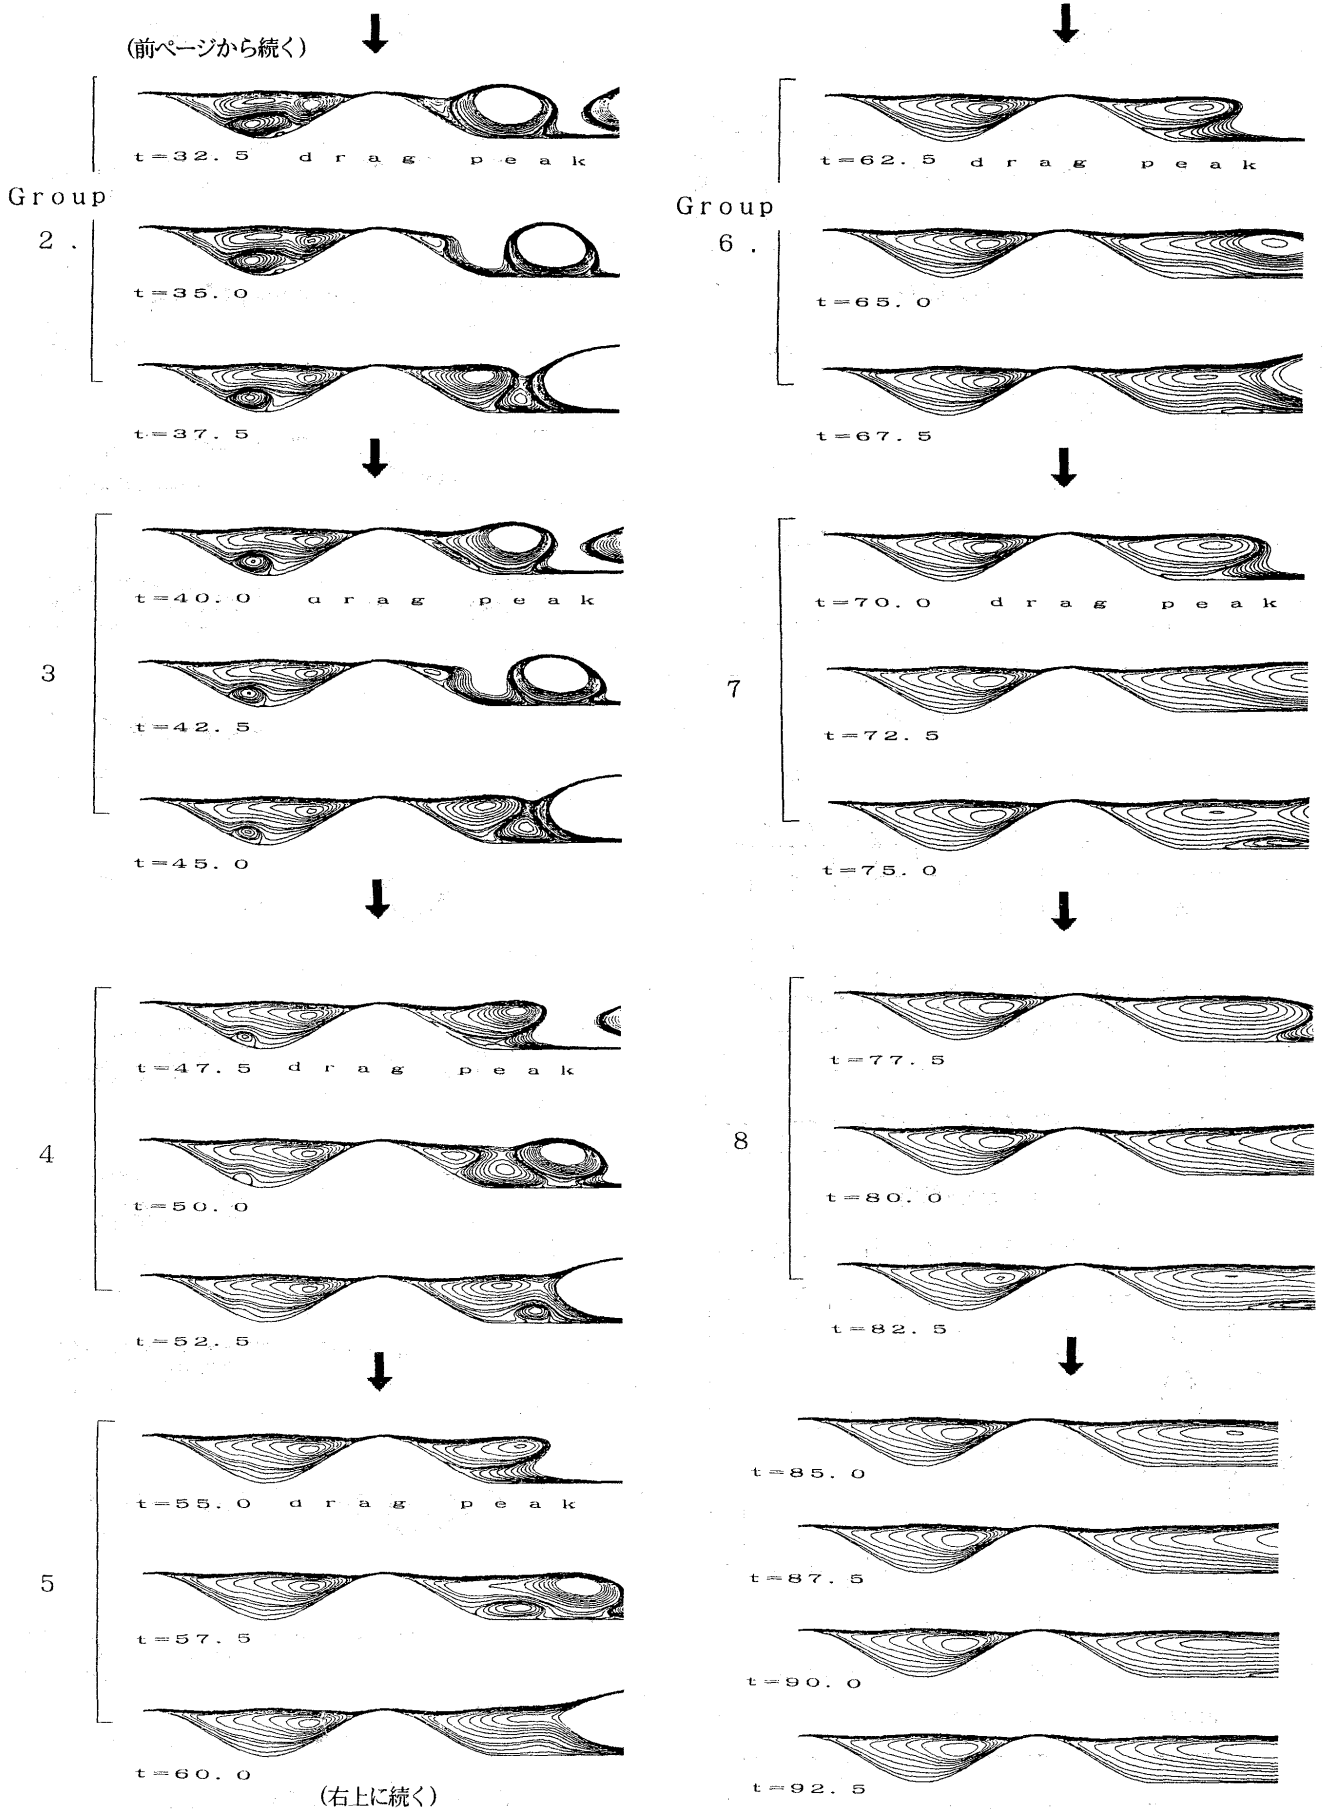 (前ページから続く)
t=32.5 drag peak
Group
2.
t=35.0
t=37.5
t=40.0 drag peak
3
t=42.5
t=45.0
t=47.5 drag peak
4
t=50.0
t=52.5
t=55.0 drag peak
5
t=57.5
t=60.0
(右上に続く)
t=62.5 drag peak
Group
6.
t=65.0
t=67.5
t=70.0 drag peak
7
t=72.5
t=75.0
t=77.5
8
t=80.0
t=82.5
t=85.0
t=87.5
t=90.0
t=92.5